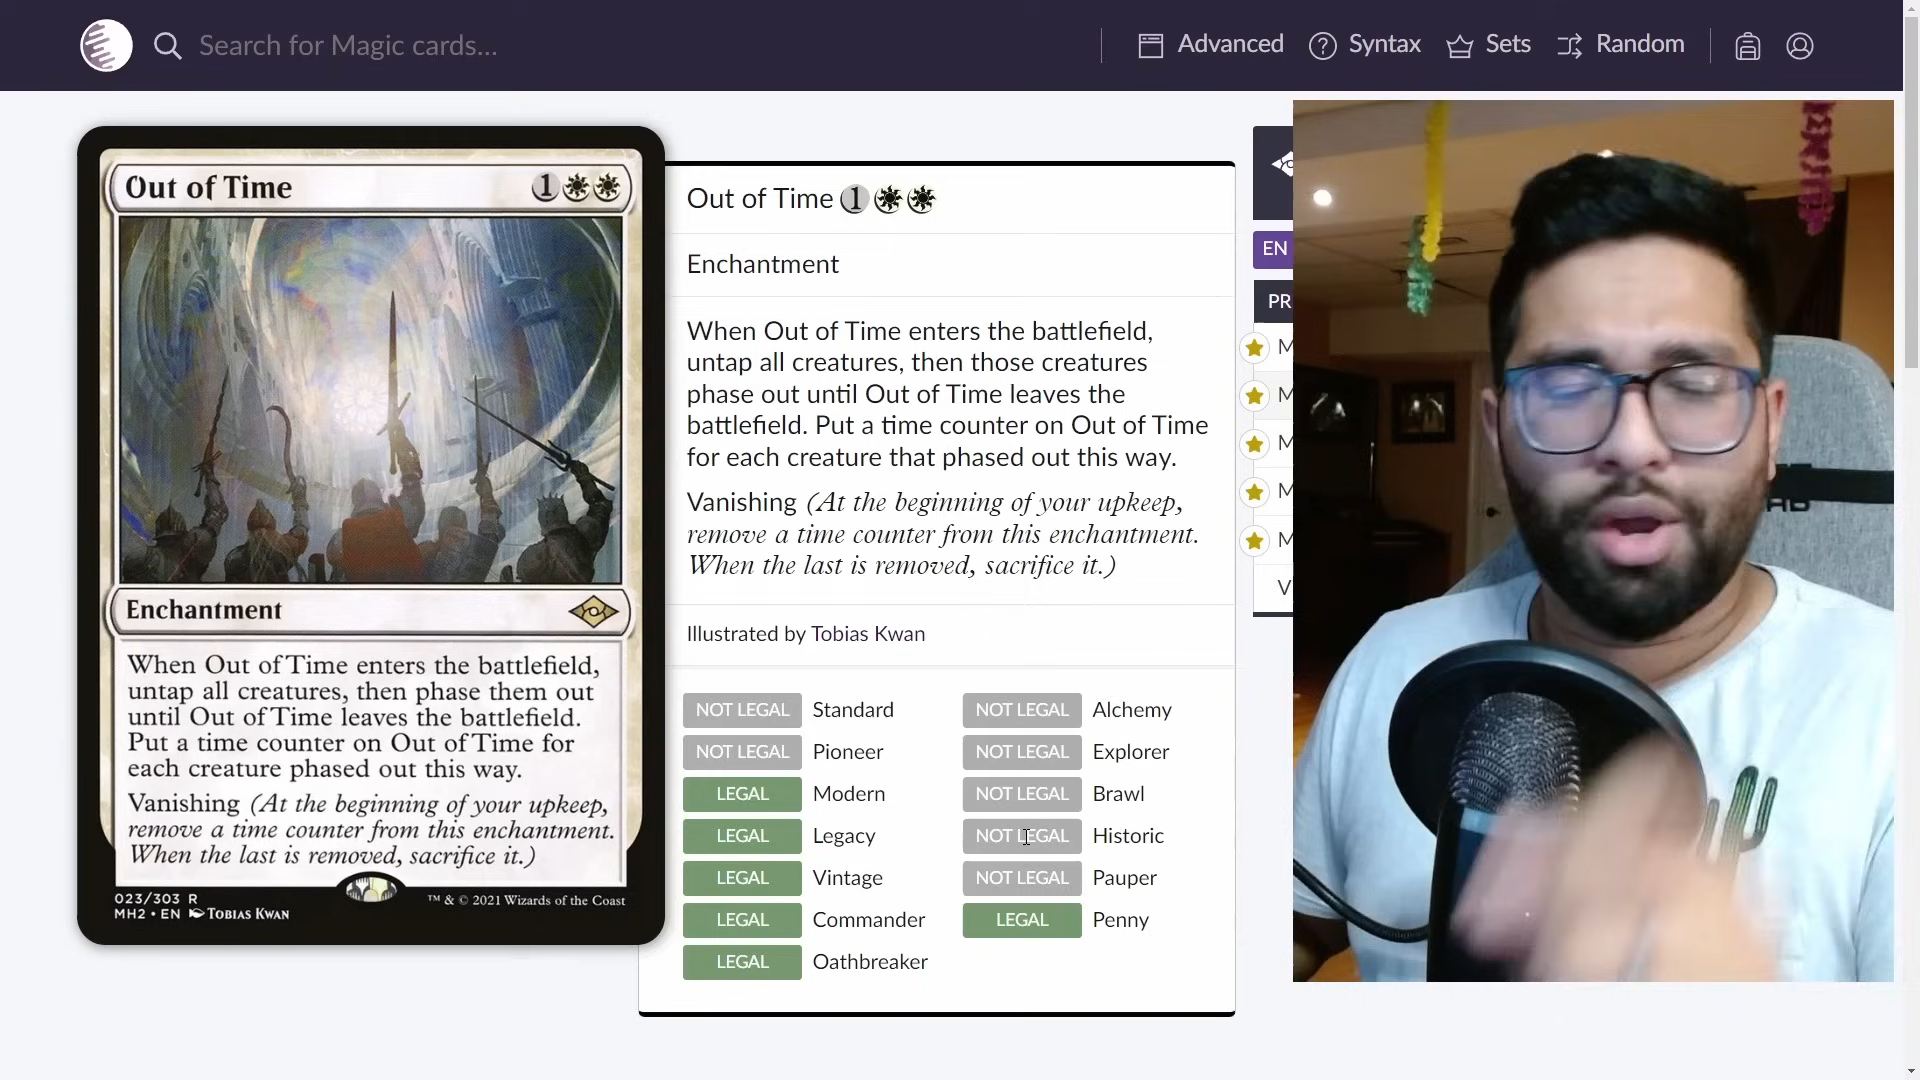 Search for Magic cards...
Advanced
Syntax
Sets
Random
Out of Time 1
Enchantment
When Out of Time enters the battlefield,
untap all creatures, then phase them out
until Out of Time leaves the battlefield.
Put a time counter on Out of Time for
each creature phased out this way.
Vanishing (At the beginning of your upkeep,
remove a time counter from this enchantment.
When the last is removed, sacrifice it.)
023/303 R
MH2 • EN TOBIAS KWAN
™ & © 2021 Wizards of the Coast
Out of Time 1
Enchantment
When Out of Time enters the battlefield,
untap all creatures, then those creatures
phase out until Out of Time leaves the
battlefield. Put a time counter on Out of Time
for each creature that phased out this way.
Vanishing (At the beginning of your upkeep,
remove a time counter from this enchantment.
When the last is removed, sacrifice it.)
Illustrated by Tobias Kwan
NOT LEGAL Standard NOT LEGAL Alchemy
NOT LEGAL Pioneer NOT LEGAL Explorer
LEGAL Modern NOT LEGAL Brawl
LEGAL Legacy NOT LEGAL Historic
LEGAL Vintage NOT LEGAL Pauper
LEGAL Commander LEGAL Penny
LEGAL Oathbreaker
EN
PR
M
M
M
M
M
V